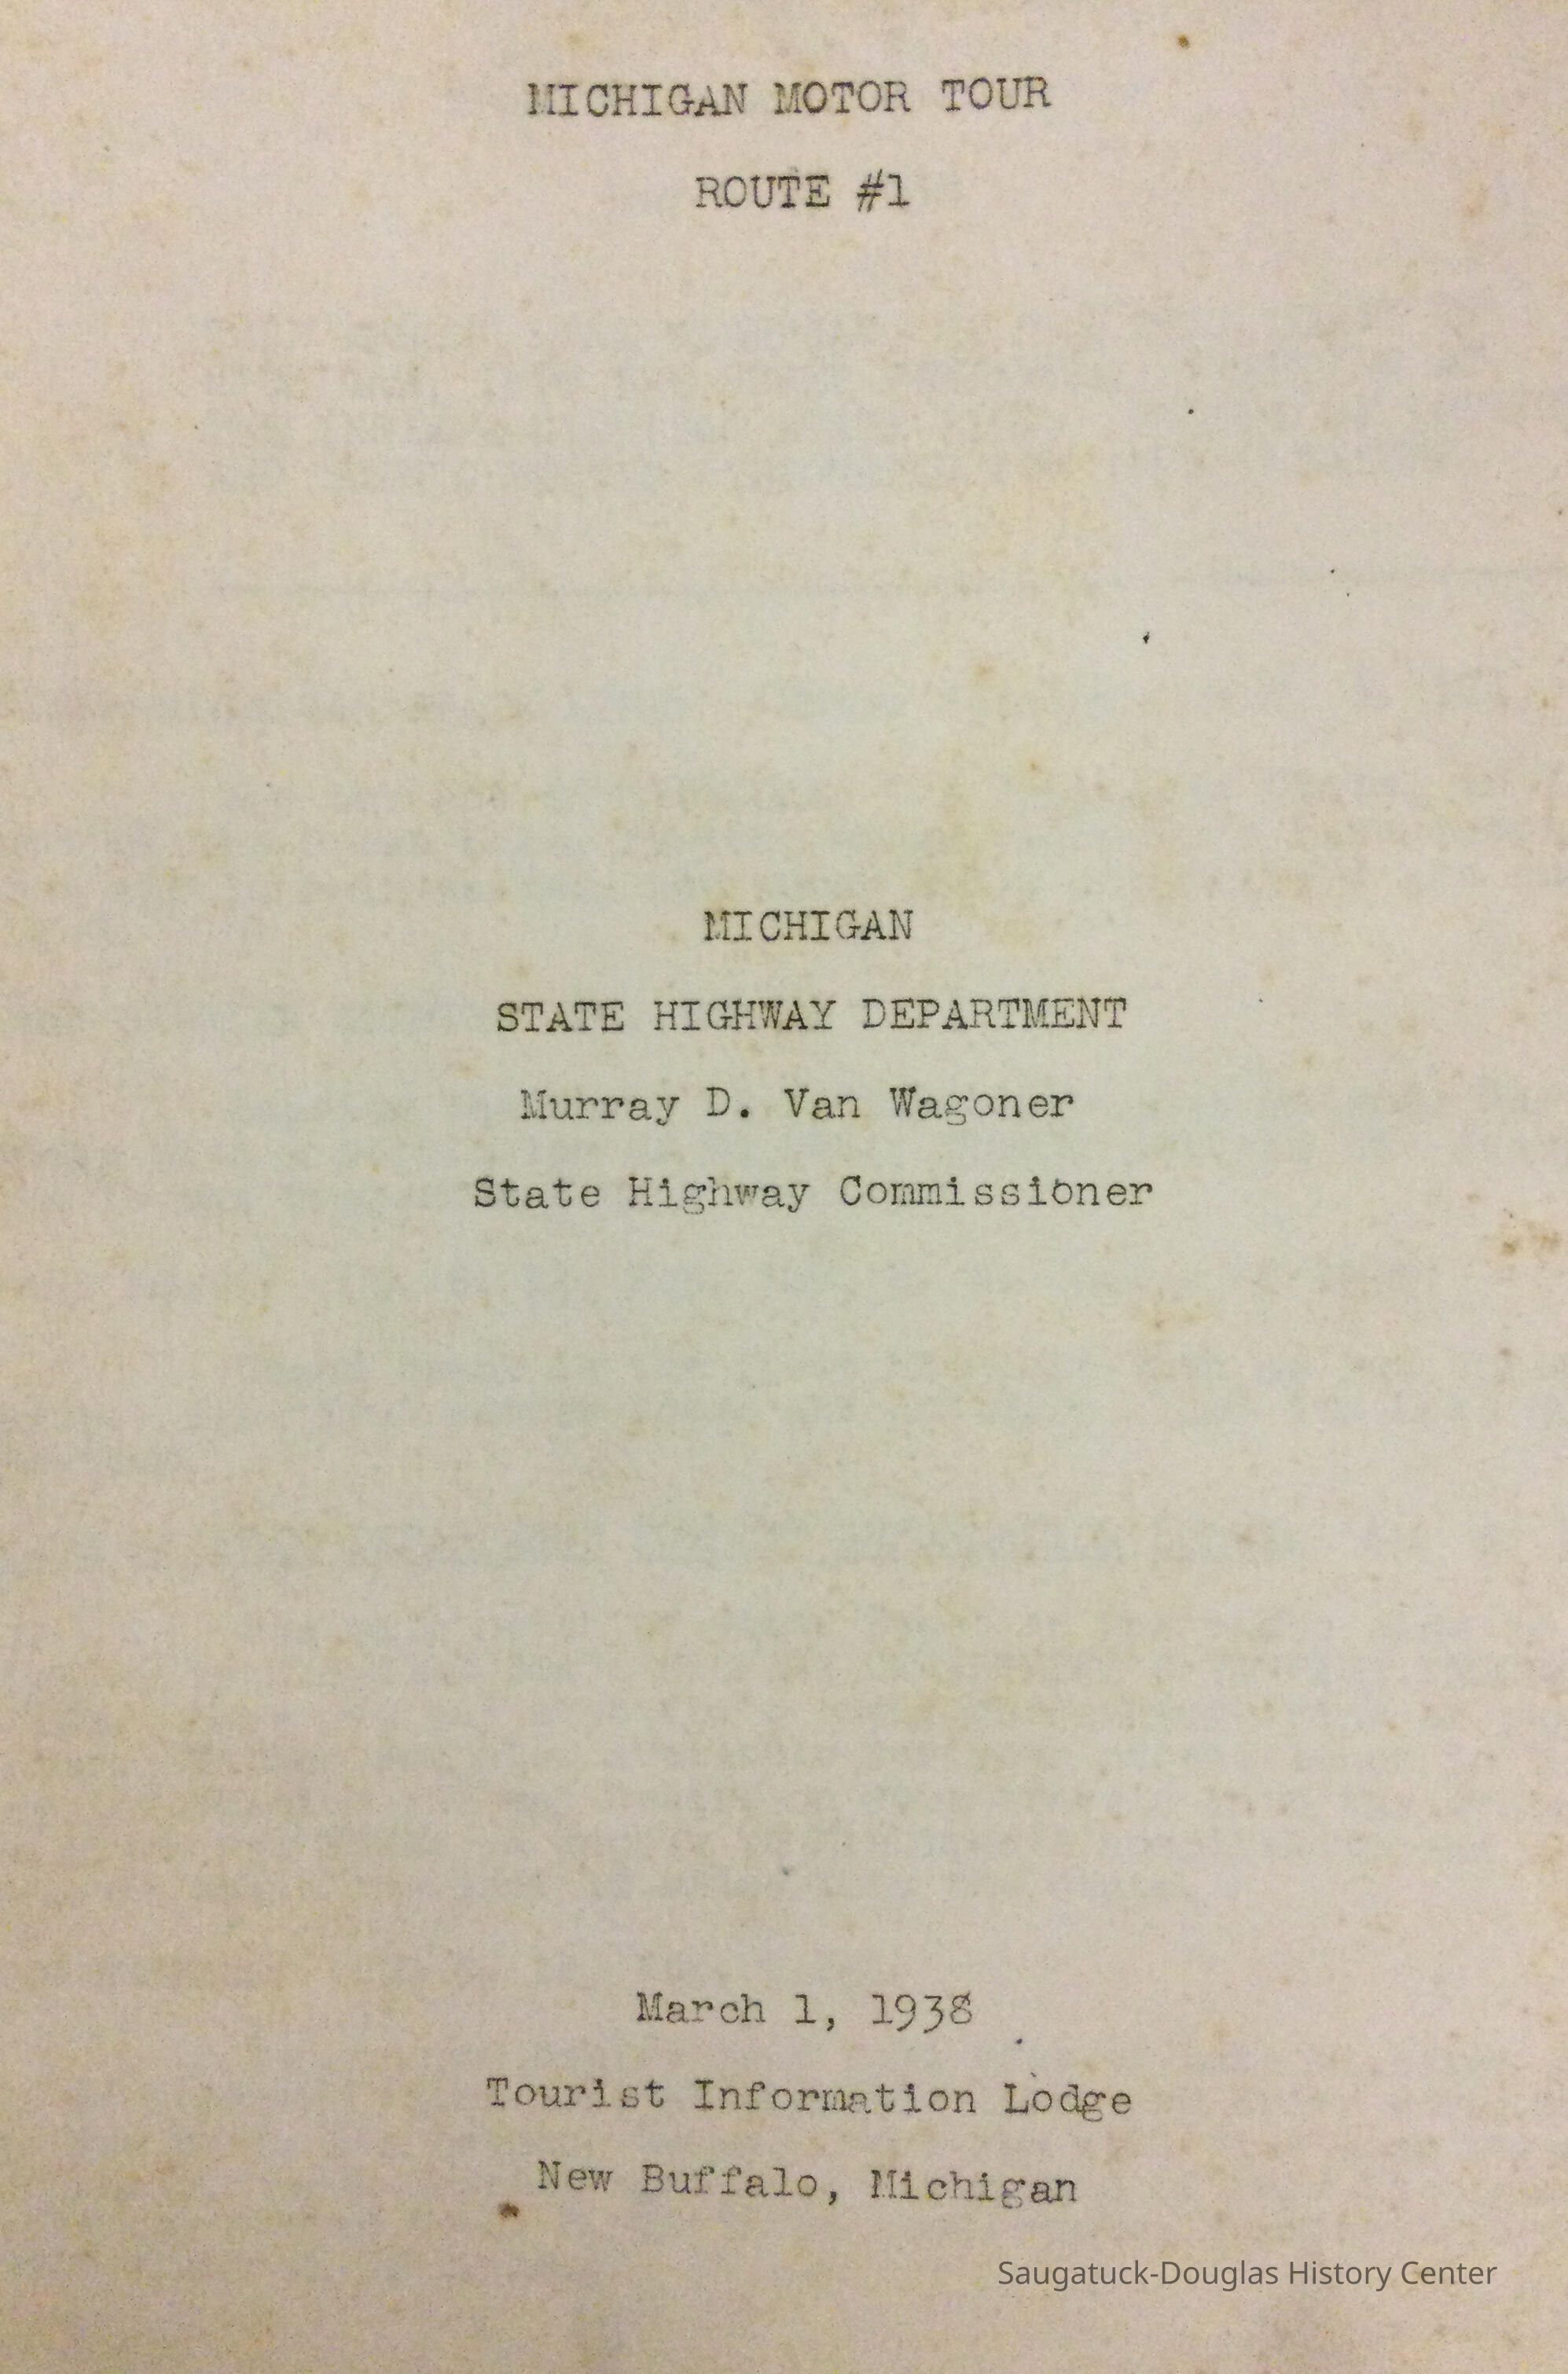 MICHIGAN MOTOR TOUR
ROUTE #1
MICHIGAN
STATE HIGHWAY DEPARTMENT
Murray D. Van Wagoner
State Highway Commissioner
March 1, 1938
Tourist Information Lodge
New Buffalo, Michigan
Saugatuck-Douglas History Center